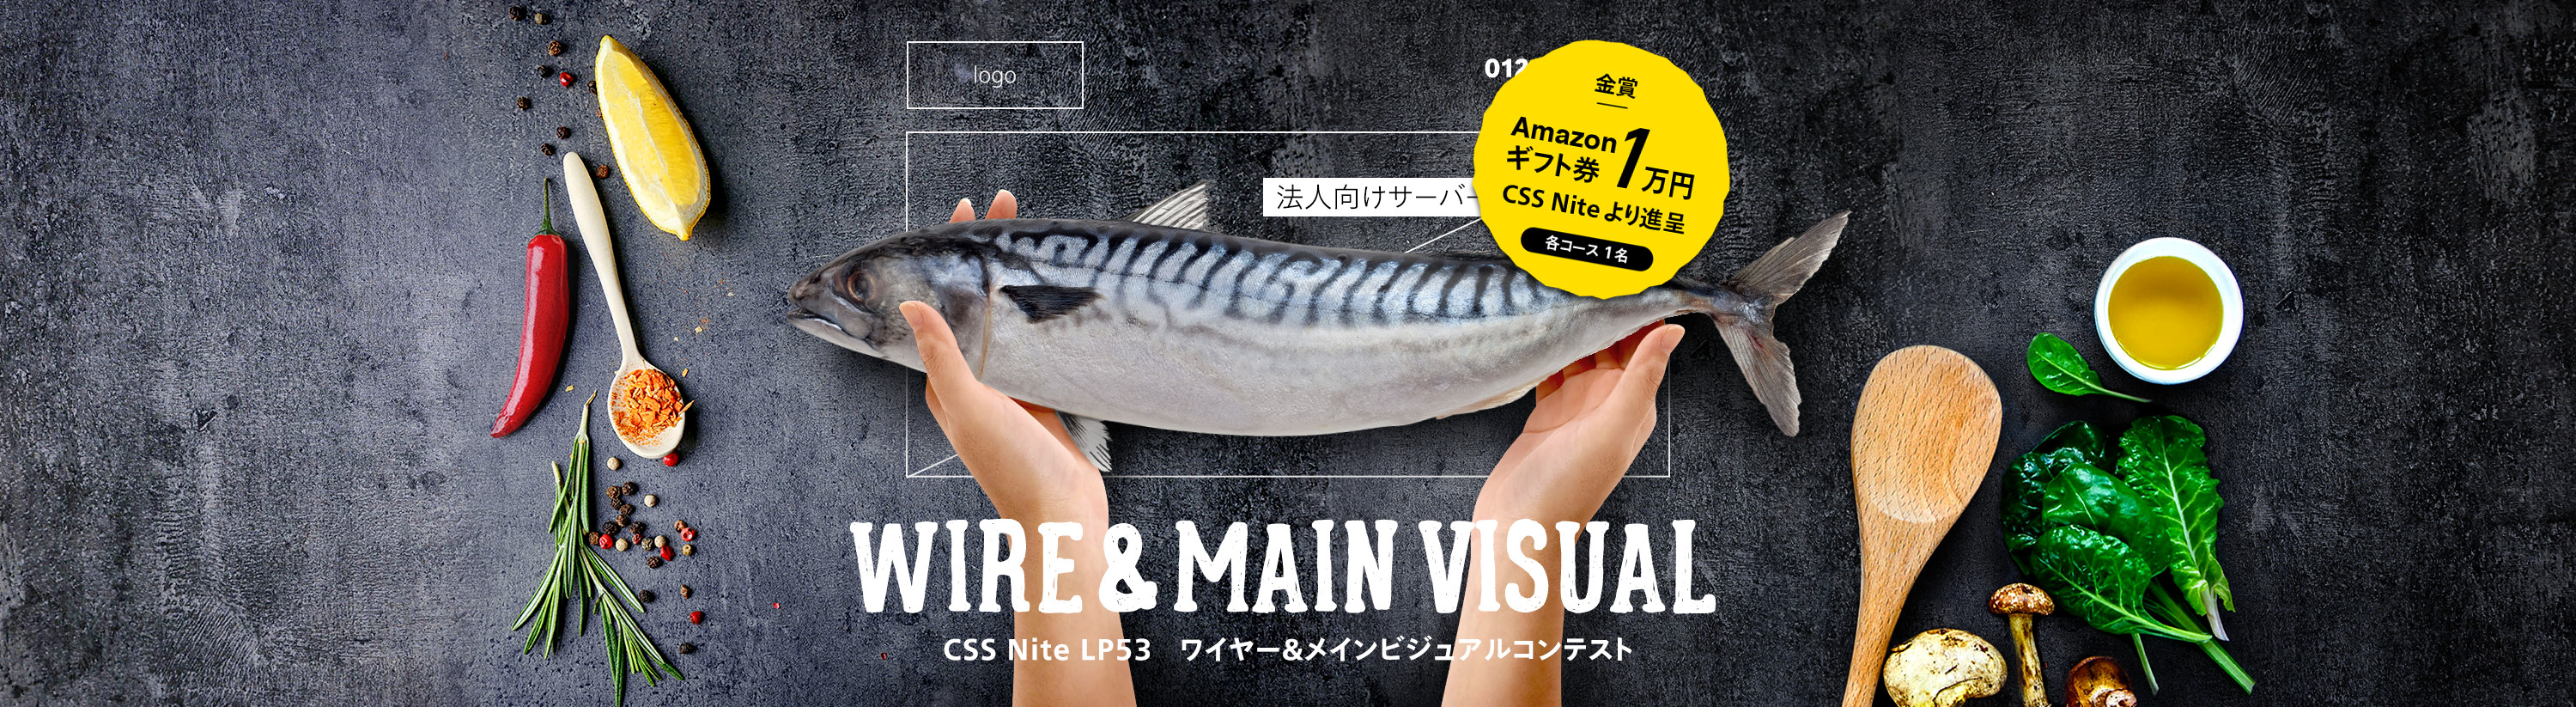 logo
012
法人向けサーバー
金賞
Amazon
ギフト券 1万円
CSS Nite より進呈
各コース 1名
WIRE & MAIN VISUAL
CSS Nite LP53　ワイヤー&メインビジュアルコンテスト